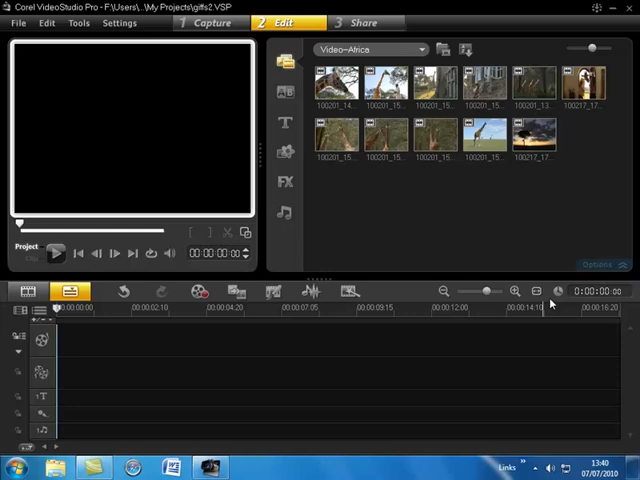 Corel VideoStudio Pro - F:\Users\...\My Projects\giffs2.VSP
File Edit Tools Settings 1 Capture 2 Edit 3 Share
Video-Africa
AB
T
FX
100201_14... 100201_15... 100201_15... 100201_15... 100201_13... 100217_17...
100201_15... 100201_15... 100201_15... 100201_15... 100217_17...
Project
00:00:00:00
Options
0:00:00:00
00:00:00:00 00:00:02:10 00:00:04:20 00:00:07:05 00:00:09:15 00:00:12:00 00:00:14:10 00:00:16:20
1T
Links
13:40
07/07/2010